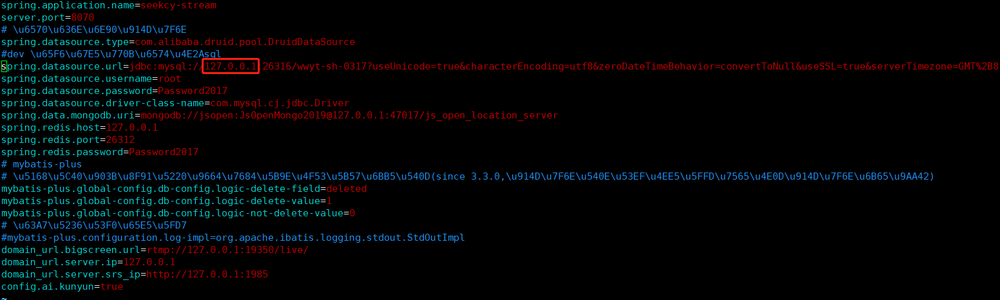 spring.application.name=seekcy-stream
server.port=8070
# \u6570\u636E\u6E90\u914D\u7F6E
spring.datasource.type=com.alibaba.druid.pool.DruidDataSource
#dev \u65F6\u67E5\u770B\u6574\u4E2Asql
spring.datasource.url=jdbc:mysql://127.0.0.1:26316/wwyt-sh-0317?useUnicode=true&characterEncoding=utf8&zeroDateTimeBehavior=convertToNull&useSSL=true&serverTimezone=GMT%2B8
spring.datasource.username=root
spring.datasource.password=Password2017
spring.datasource.driver-class-name=com.mysql.cj.jdbc.Driver
spring.data.mongodb.uri=mongodb://jsopen:JsOpenMongo2019@127.0.0.1:47017/js_open_location_server
spring.redis.host=127.0.0.1
spring.redis.port=26312
spring.redis.password=Password2017
# mybatis-plus
# \u5168\u5C40\u903B\u8F91\u5220\u9664\u7684\u5B9E\u4F53\u5B57\u6BB5\u540D(since 3.3.0,\u914D\u7F6E\u540E\u53EF\u4EE5\u5FFD\u7565\u4E0D\u914D\u7F6E\u6B65\u9AA42)
mybatis-plus.global-config.db-config.logic-delete-field=deleted
mybatis-plus.global-config.db-config.logic-delete-value=1
mybatis-plus.global-config.db-config.logic-not-delete-value=0
# \u63A7\u5236\u53F0\u65E5\u5FD7
#mybatis-plus.configuration.log-impl=org.apache.ibatis.logging.stdout.StdOutImpl
domain_url.bigscreen.url=rtmp://127.0.0.1:19350/live/
domain_url.server.ip=127.0.0.1
domain_url.server.srs_ip=http://127.0.0.1:1985
config.ai.kunyun=true
~